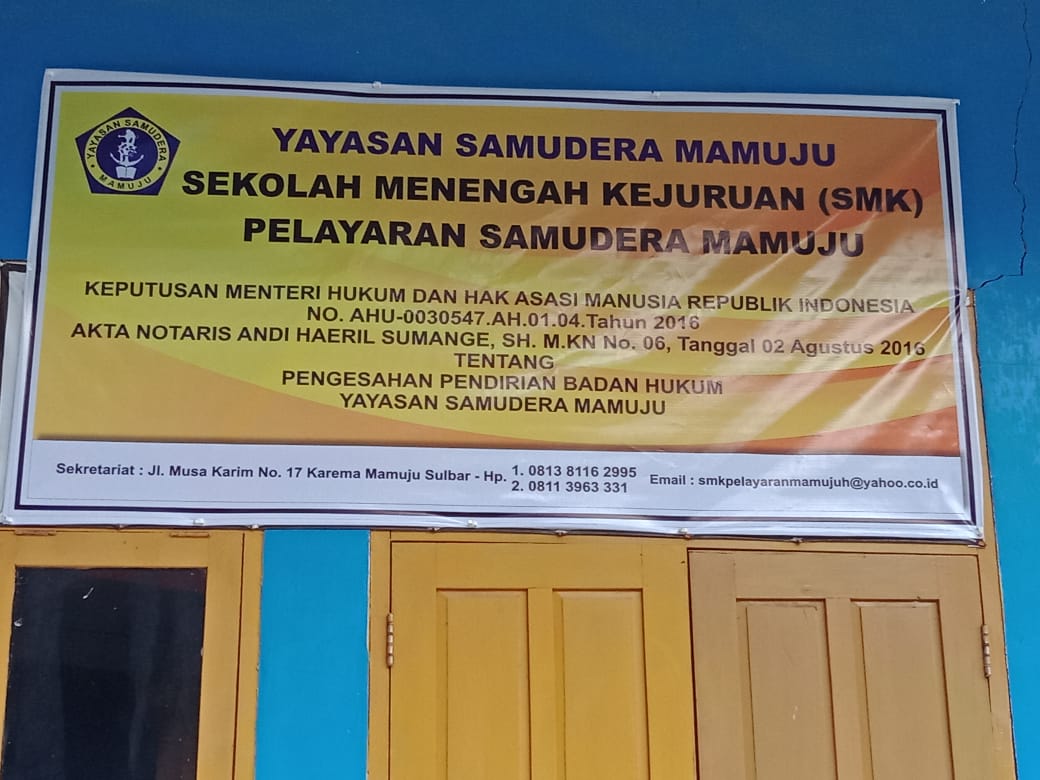 YAYASAN SAMUDERA
MAMUJU
YAYASAN SAMUDERA MAMUJU
SEKOLAH MENENGAH KEJURUAN (SMK)
PELAYARAN SAMUDERA MAMUJU
KEPUTUSAN MENTERI HUKUM DAN HAK ASASI MANUSIA REPUBLIK INDONESIA
NO. AHU-0030547.AH.01.04.Tahun 2016
AKTA NOTARIS ANDI HAERIL SUMANGE, SH. M.KN No. 06, Tanggal 02 Agustus 2016
TENTANG
PENGESAHAN PENDIRIAN BADAN HUKUM
YAYASAN SAMUDERA MAMUJU
Sekretariat : Jl. Musa Karim No. 17 Karema Mamuju Sulbar - Hp. 1. 0813 8116 2995
2. 0811 3963 331
Email : smkpelayaranmamujuh@yahoo.co.id